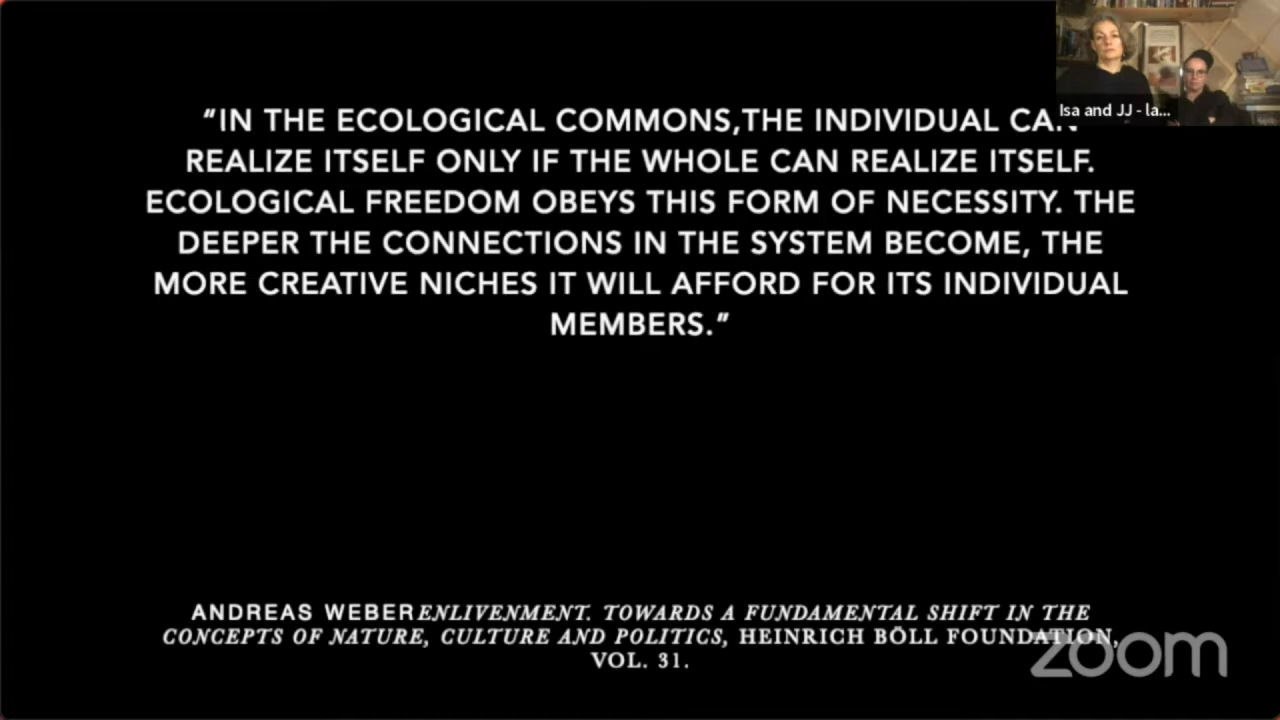 "IN THE ECOLOGICAL COMMONS,THE INDIVIDUAL CAN
REALIZE ITSELF ONLY IF THE WHOLE CAN REALIZE ITSELF.
ECOLOGICAL FREEDOM OBEYS THIS FORM OF NECESSITY. THE
DEEPER THE CONNECTIONS IN THE SYSTEM BECOME, THE
MORE CREATIVE NICHES IT WILL AFFORD FOR ITS INDIVIDUAL
MEMBERS."
Isa and JJ - la...
ANDREAS WEBER ENLIVENMENT. TOWARDS A FUNDAMENTAL SHIFT IN THE
CONCEPTS OF NATURE, CULTURE AND POLITICS, HEINRICH BÖLL FOUNDATION,
VOL. 31.
zoom